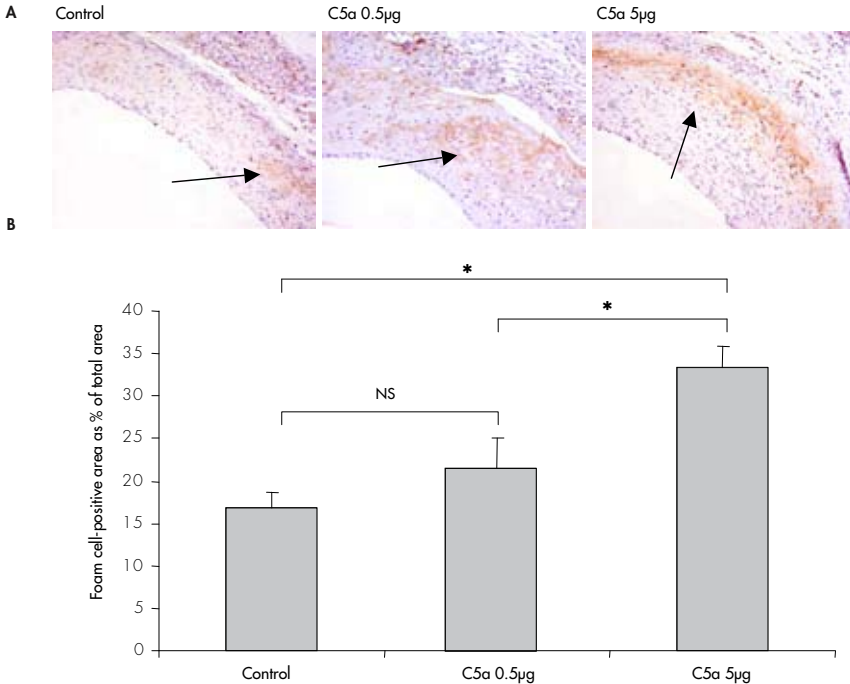 A
Control
C5a 0.5µg
C5a 5µg
B
*
*
NS
Foam cell-positive area as % of total area
40
35
30
25
20
15
10
5
0
Control
C5a 0.5µg
C5a 5µg